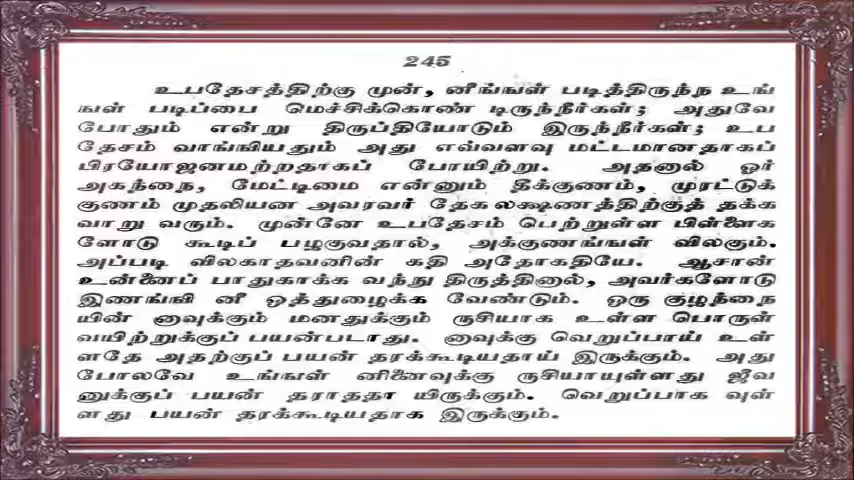 245
உபதேசத்திற்கு முன், நீங்கள் படித்திருந்த உங்
கள் படிப்பை மெச்சிக்கொண் டிருந்நீர்கள்; அதுவே
போதும் என்று திருப்தியோடும் இருந்நீர்கள்; உப
தேசம் வாங்கியதும் அது எவ்வளவு மட்டமானதாகப்
பிரயோஜனமற்றதாகப் போயிற்று. அதனால் ஓர்
அகந்தை, மேட்டிமை என்னும் தீக்குணம், முரட்டுக்
குணம் முதலியன அவரவர் தேகலக்ஷணத்திற்குத் தக்க
வாறு வரும். முன்னே உபதேசம் பெற்றுள்ள பிள்ளைக
ளோடு கூடிப் பழகுவதால், அக்குணங்கள் விலகும்.
அப்படி விலகாதவனின் கதி அதோகதியே. ஆசான்
உன்னைப் பாதுகாக்க வந்து திருத்தினால், அவர்களோடு
இணங்கி நீ ஒத்துழைக்க வேண்டும். ஒரு குழந்தை
யின் நாவுக்கும் மனதுக்கும் ருசியாக உள்ள பொருள்
வயிற்றுக்குப் பயன்படாது. நாவுக்கு வெறுப்பாய் உள்
ளதே அதற்குப் பயன் தரக்கூடியதாய் இருக்கும். அது
போலவே உங்கள் நினைவுக்கு ருசியாயுள்ளது ஜீவ
னுக்குப் பயன் தராததா யிருக்கும். வெறுப்பாக வுள்
ளது பயன் தரக்கூடியதாக இருக்கும்.